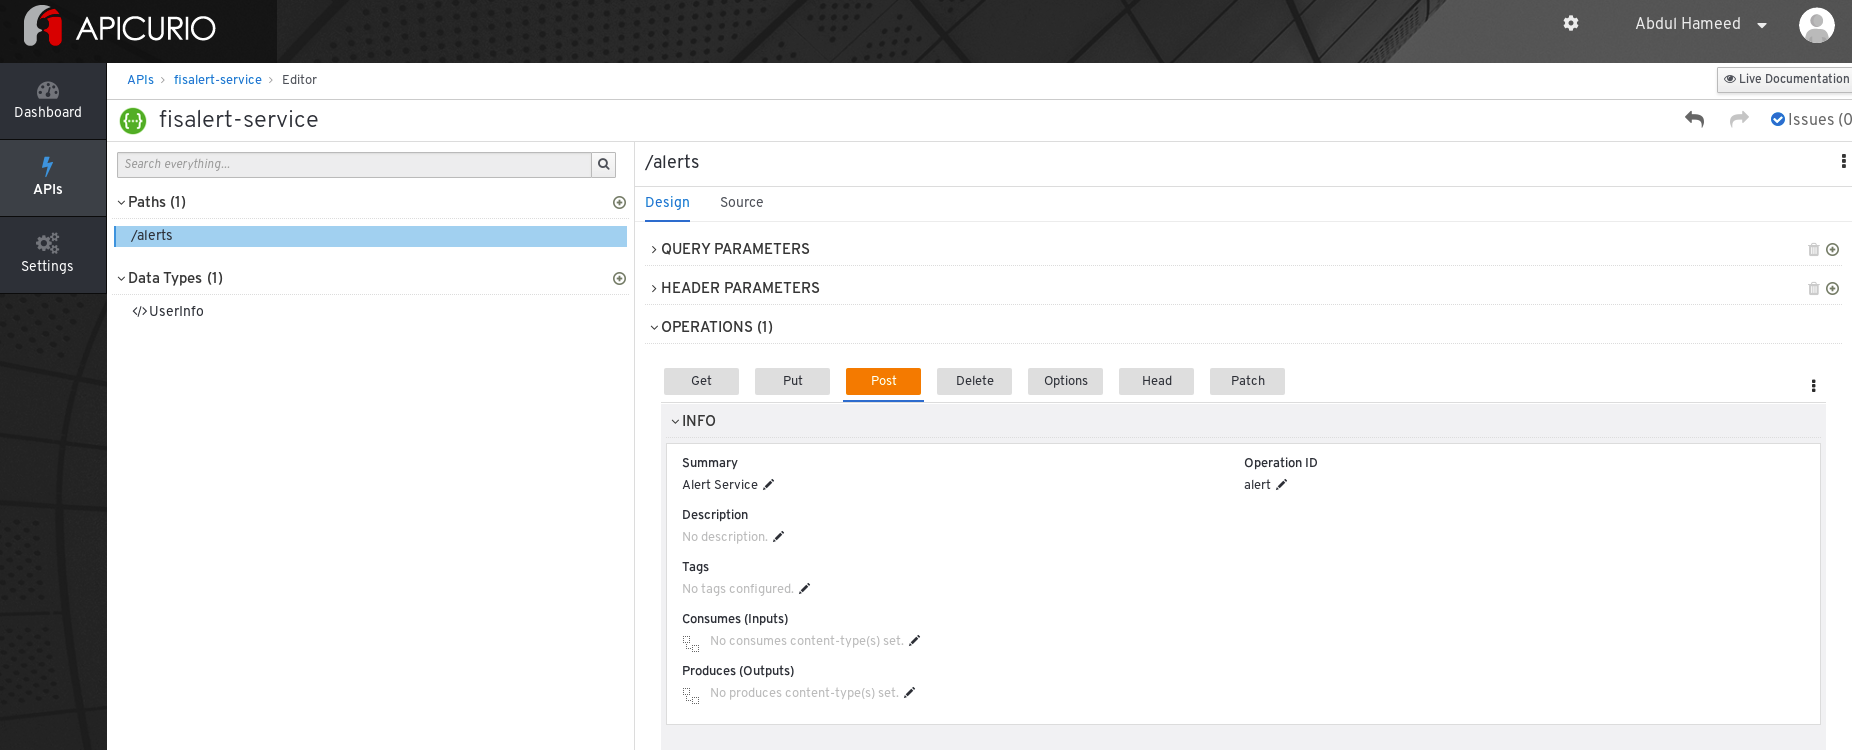 APICURIO
Abdul Hameed
Dashboard
APIs
Settings
APIs > fisalert-service > Editor
Live Documentation
fisalert-service
Issues (0
Search everything...
Paths (1)
/alerts
Data Types (1)
</>UserInfo
/alerts
Design Source
QUERY PARAMETERS
HEADER PARAMETERS
OPERATIONS (1)
Get Put Post Delete Options Head Patch
INFO
Summary Operation ID
Alert Service alert
Description
No description.
Tags
No tags configured.
Consumes (Inputs)
No consumes content-type(s) set.
Produces (Outputs)
No produces content-type(s) set.